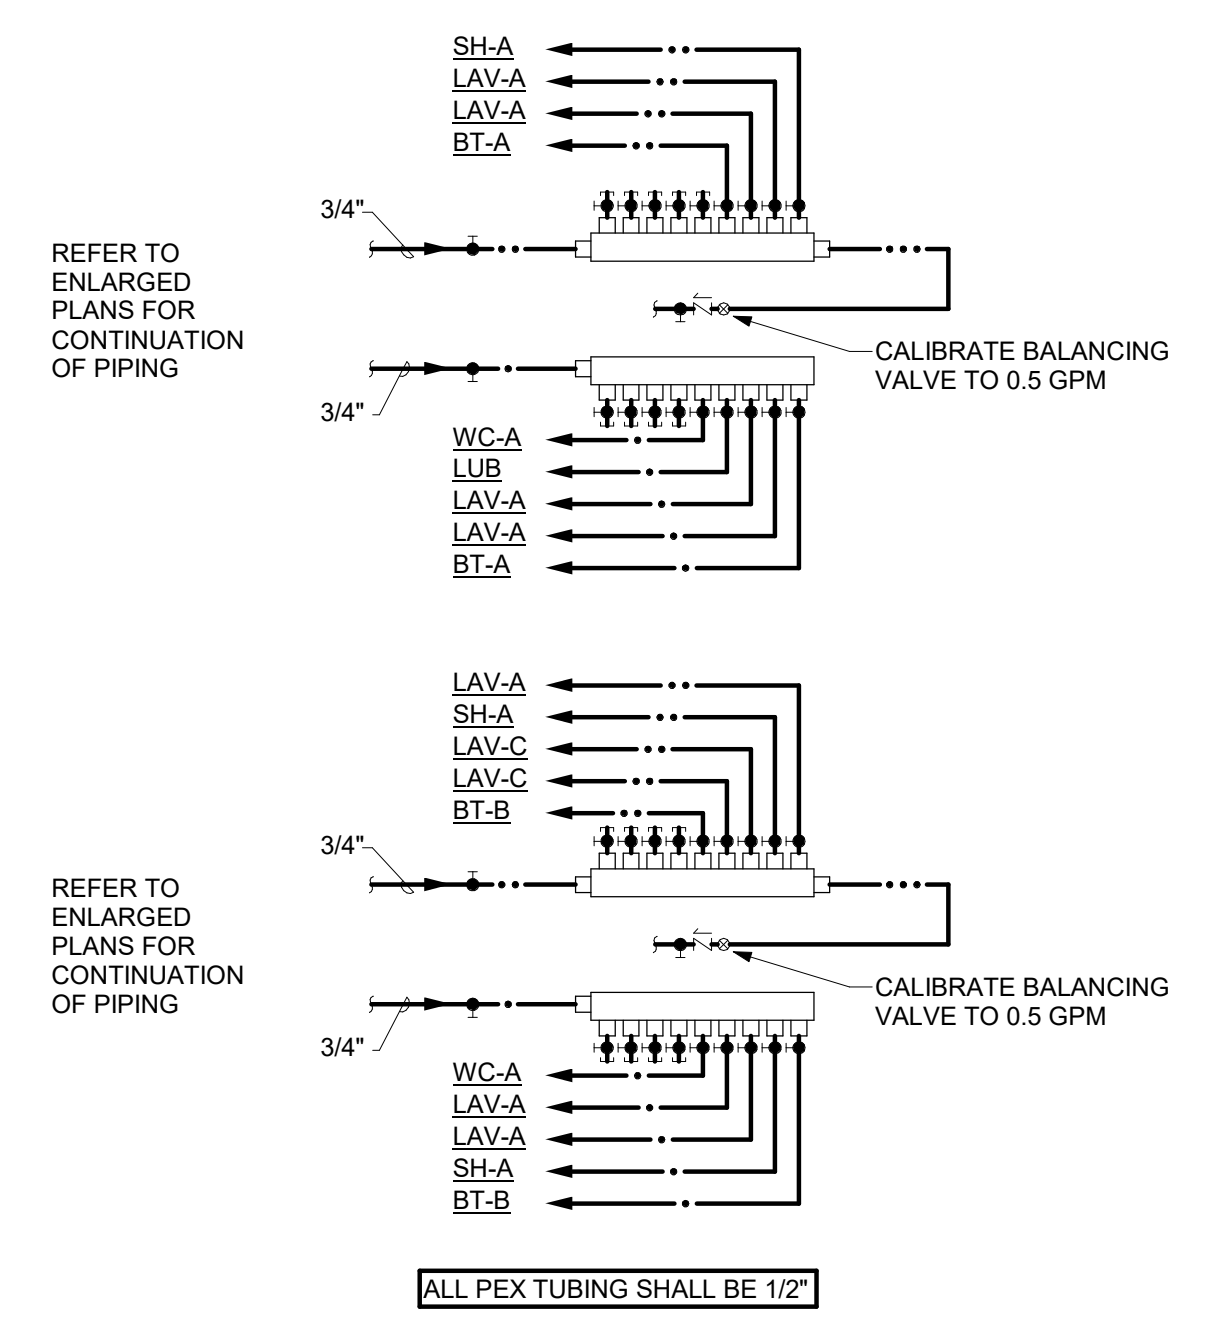 SH-A
LAV-A
LAV-A
BT-A
3/4"
REFER TO
ENLARGED
PLANS FOR
CONTINUATION
OF PIPING
CALIBRATE BALANCING
VALVE TO 0.5 GPM
3/4"
WC-A
LUB
LAV-A
LAV-A
BT-A
LAV-A
SH-A
LAV-C
LAV-C
BT-B
3/4"
REFER TO
ENLARGED
PLANS FOR
CONTINUATION
OF PIPING
CALIBRATE BALANCING
VALVE TO 0.5 GPM
3/4"
WC-A
LAV-A
LAV-A
SH-A
BT-B
ALL PEX TUBING SHALL BE 1/2"